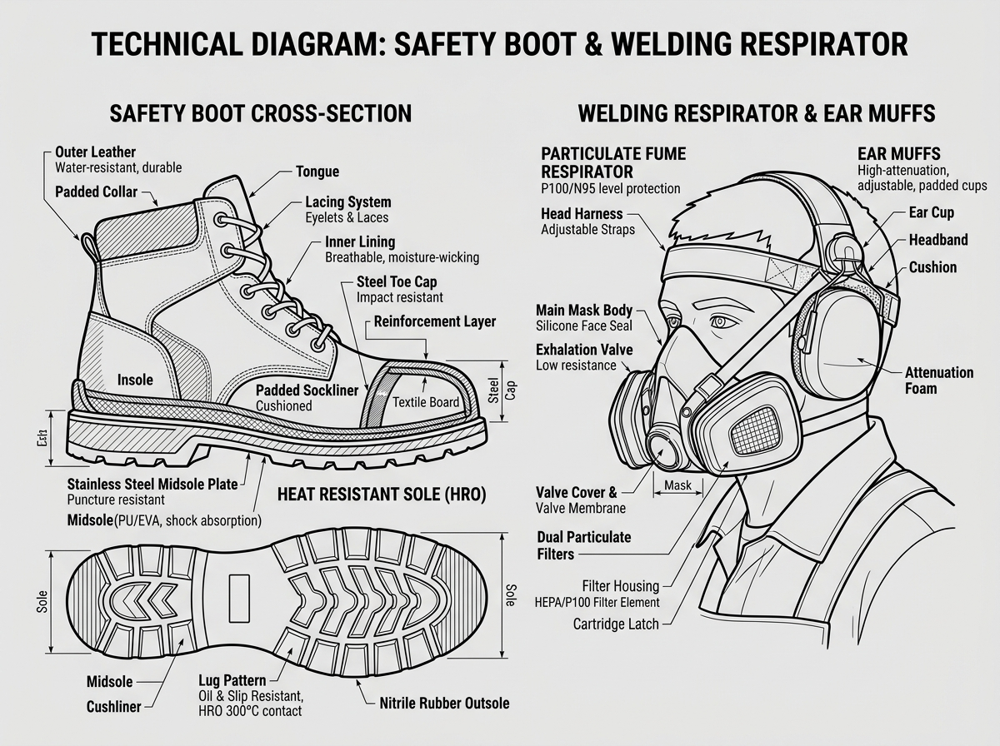 TECHNICAL DIAGRAM: SAFETY BOOT & WELDING RESPIRATOR
SAFETY BOOT CROSS-SECTION
Outer Leather
Water-resistant, durable
Padded Collar
Tongue
Lacing System
Eyelets & Laces
Inner Lining
Breathable, moisture-wicking
Steel Toe Cap
Impact resistant
Reinforcement Layer
Insole
Padded Sockliner
Cushioned
Textile Board
Steel
Cap
Stainless Steel Midsole Plate
Puncture resistant
Midsole(PU/EVA, shock absorption)
HEAT RESISTANT SOLE (HRO)
Sole
Sole
Midsole
Cushliner
Lug Pattern
Oil & Slip Resistant,
HRO 300°C contact
Nitrile Rubber Outsole
WELDING RESPIRATOR & EAR MUFFS
PARTICULATE FUME
RESPIRATOR
P100/N95 level protection
Head Harness
Adjustable Straps
Main Mask Body
Silicone Face Seal
Exhalation Valve
Low resistance
EAR MUFFS
High-attenuation,
adjustable, padded cups
Ear Cup
Headband
Cushion
Attenuation
Foam
Mask
Valve Cover &
Valve Membrane
Dual Particulate
Filters
Filter Housing
HEPA/P100 Filter Element
Cartridge Latch